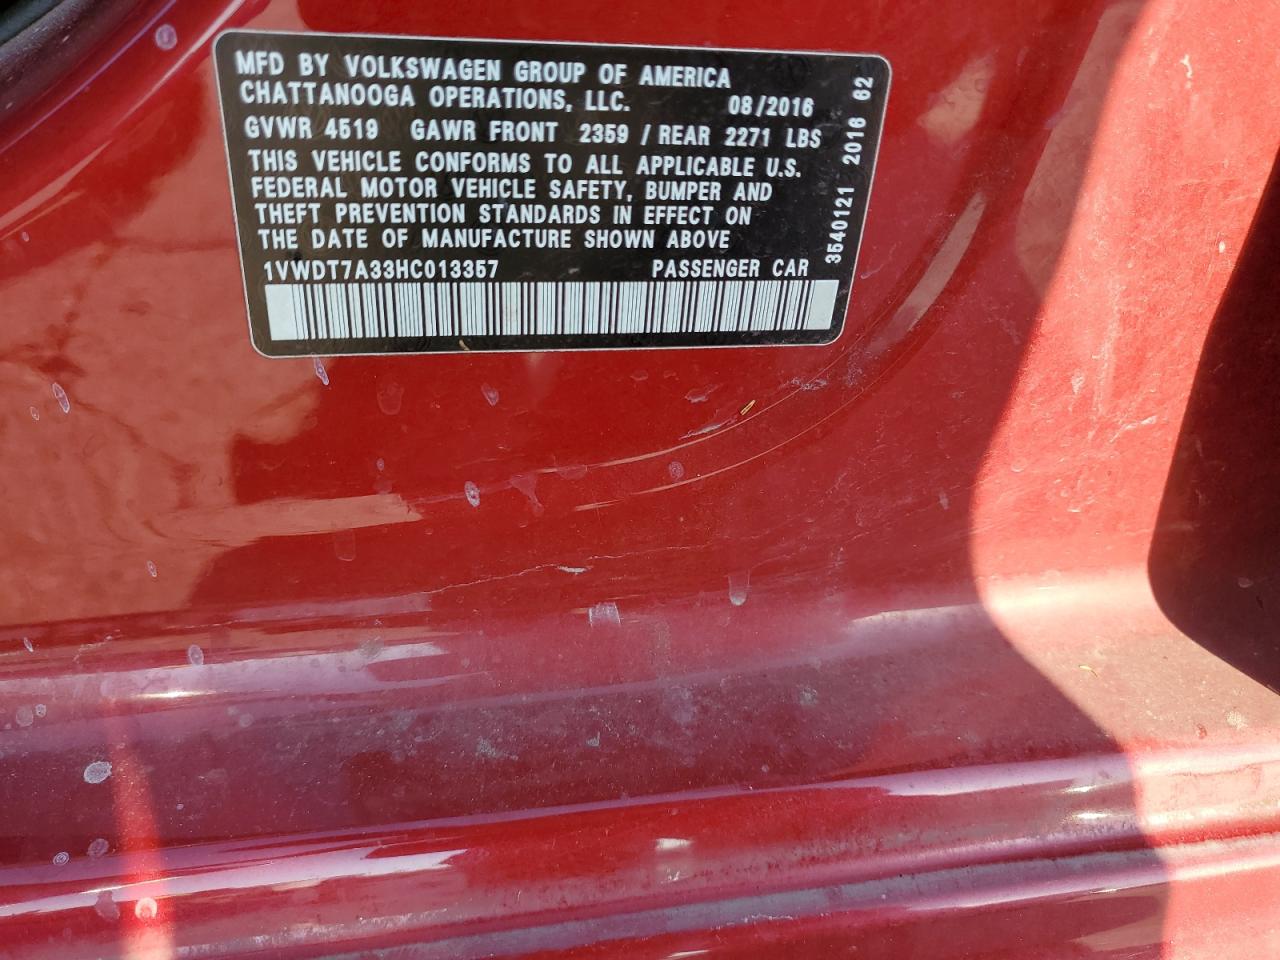 MFD BY VOLKSWAGEN GROUP OF AMERICA
CHATTANOOGA OPERATIONS, LLC. 08/2016
GVWR 4519 GAWR FRONT 2359 / REAR 2271 LBS
THIS VEHICLE CONFORMS TO ALL APPLICABLE U.S.
FEDERAL MOTOR VEHICLE SAFETY, BUMPER AND
THEFT PREVENTION STANDARDS IN EFFECT ON
THE DATE OF MANUFACTURE SHOWN ABOVE
1VWDT7A33HC013357 PASSENGER CAR
3540121 2016 62